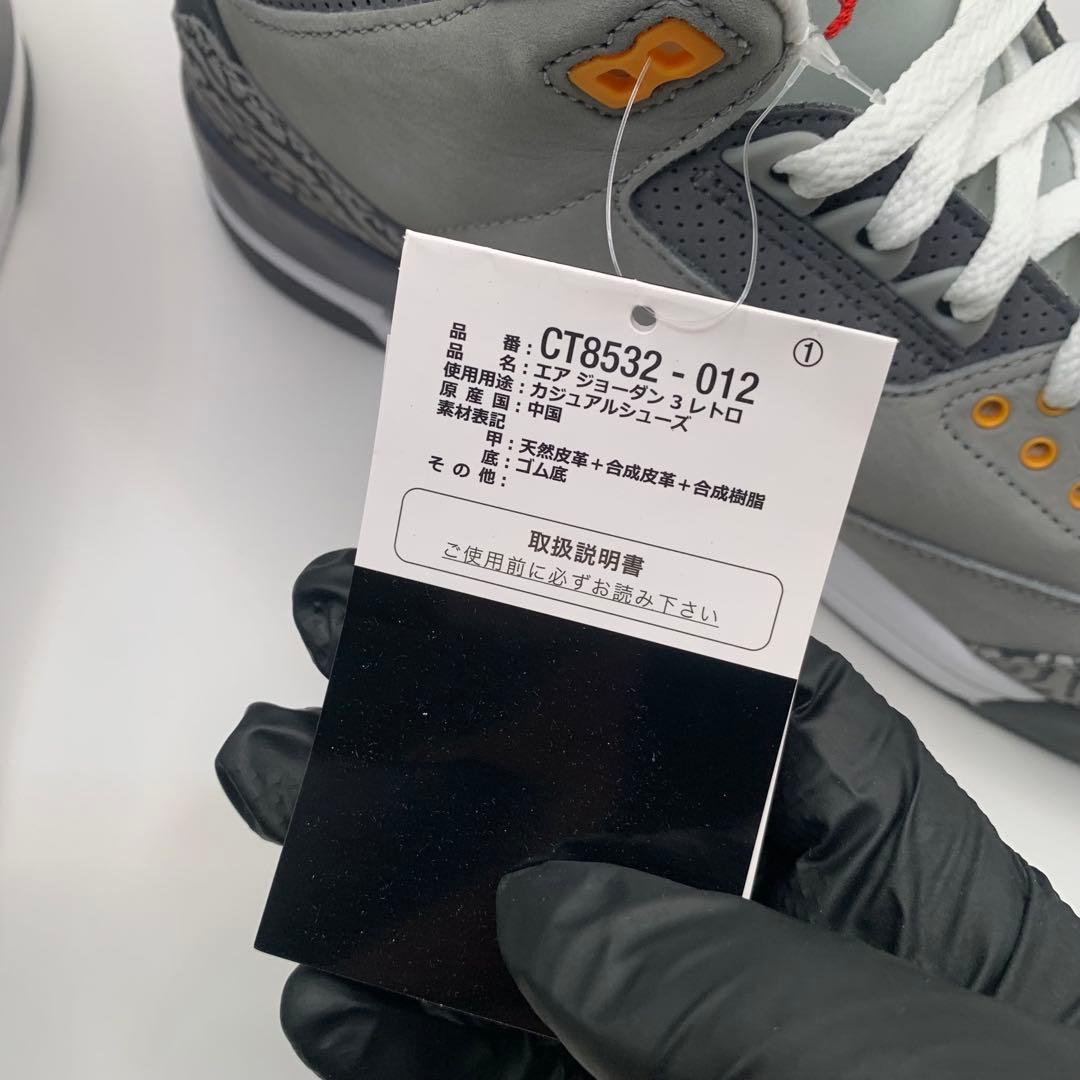 ①
品番：CT8532 - 012
品名：エア ジョーダン 3 レトロ
使用用途：カジュアルシューズ
原産国：中国
素材表記
甲：天然皮革＋合成皮革＋合成樹脂
底：ゴム底
その他：
取扱説明書
ご使用前に必ずお読み下さい